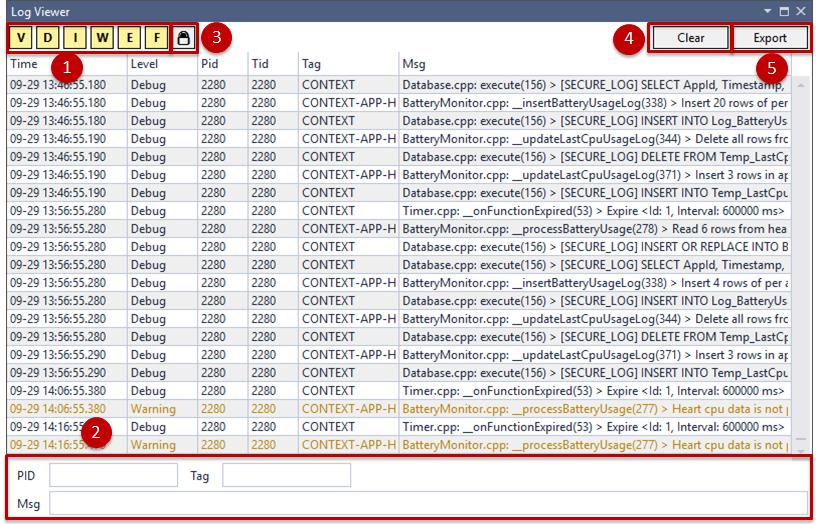 Log Viewer
V D I W E F 3 4 Clear Export
1 5
Time Level Pid Tid Tag Msg
09-29 13:46:55.180 Debug 2280 2280 CONTEXT Database.cpp: execute(156) > [SECURE_LOG] SELECT AppId, Timestamp,
09-29 13:46:55.180 Debug 2280 2280 CONTEXT-APP-H BatteryMonitor.cpp: __insertBatteryUsageLog(338) > Insert 20 rows of per
09-29 13:46:55.180 Debug 2280 2280 CONTEXT Database.cpp: execute(156) > [SECURE_LOG] INSERT INTO Log_BatteryUs
09-29 13:46:55.190 Debug 2280 2280 CONTEXT-APP-H BatteryMonitor.cpp: __updateLastCpuUsageLog(344) > Delete all rows frc
09-29 13:46:55.190 Debug 2280 2280 CONTEXT Database.cpp: execute(156) > [SECURE_LOG] DELETE FROM Temp_LastCp
09-29 13:46:55.190 Debug 2280 2280 CONTEXT-APP-H BatteryMonitor.cpp: __updateLastCpuUsageLog(371) > Insert 3 rows in ap
09-29 13:46:55.190 Debug 2280 2280 CONTEXT Database.cpp: execute(156) > [SECURE_LOG] INSERT INTO Temp_LastCpu
09-29 13:56:55.280 Debug 2280 2280 CONTEXT Timer.cpp: __onFunctionExpired(53) > Expire <Id: 1, Interval: 600000 ms>
09-29 13:56:55.280 Debug 2280 2280 CONTEXT-APP-H BatteryMonitor.cpp: __processBatteryUsage(278) > Read 6 rows from hea
09-29 13:56:55.280 Debug 2280 2280 CONTEXT Database.cpp: execute(156) > [SECURE_LOG] INSERT OR REPLACE INTO B
09-29 13:56:55.280 Debug 2280 2280 CONTEXT Database.cpp: execute(156) > [SECURE_LOG] SELECT AppId, Timestamp,
09-29 13:56:55.280 Debug 2280 2280 CONTEXT-APP-H BatteryMonitor.cpp: __insertBatteryUsageLog(338) > Insert 4 rows of per a
09-29 13:56:55.280 Debug 2280 2280 CONTEXT Database.cpp: execute(156) > [SECURE_LOG] INSERT INTO Log_BatteryUs
09-29 13:56:55.280 Debug 2280 2280 CONTEXT-APP-H BatteryMonitor.cpp: __updateLastCpuUsageLog(344) > Delete all rows frc
09-29 13:56:55.280 Debug 2280 2280 CONTEXT Database.cpp: execute(156) > [SECURE_LOG] DELETE FROM Temp_LastCp
09-29 13:56:55.290 Debug 2280 2280 CONTEXT-APP-H BatteryMonitor.cpp: __updateLastCpuUsageLog(371) > Insert 3 rows in ap
09-29 13:56:55.290 Debug 2280 2280 CONTEXT Database.cpp: execute(156) > [SECURE_LOG] INSERT INTO Temp_LastCpu
09-29 14:06:55.380 Debug 2280 2280 CONTEXT Timer.cpp: __onFunctionExpired(53) > Expire <Id: 1, Interval: 600000 ms>
09-29 14:06:55.380 Warning 2280 2280 CONTEXT-APP-H BatteryMonitor.cpp: __processBatteryUsage(277) > Heart cpu data is not
09-29 14:16:55 2 Debug 2280 2280 CONTEXT Timer.cpp: __onFunctionExpired(53) > Expire <Id: 1, Interval: 600000 ms>
09-29 14:16:55 Warning 2280 2280 CONTEXT-APP-H BatteryMonitor.cpp: __processBatteryUsage(277) > Heart cpu data is not
PID Tag
Msg